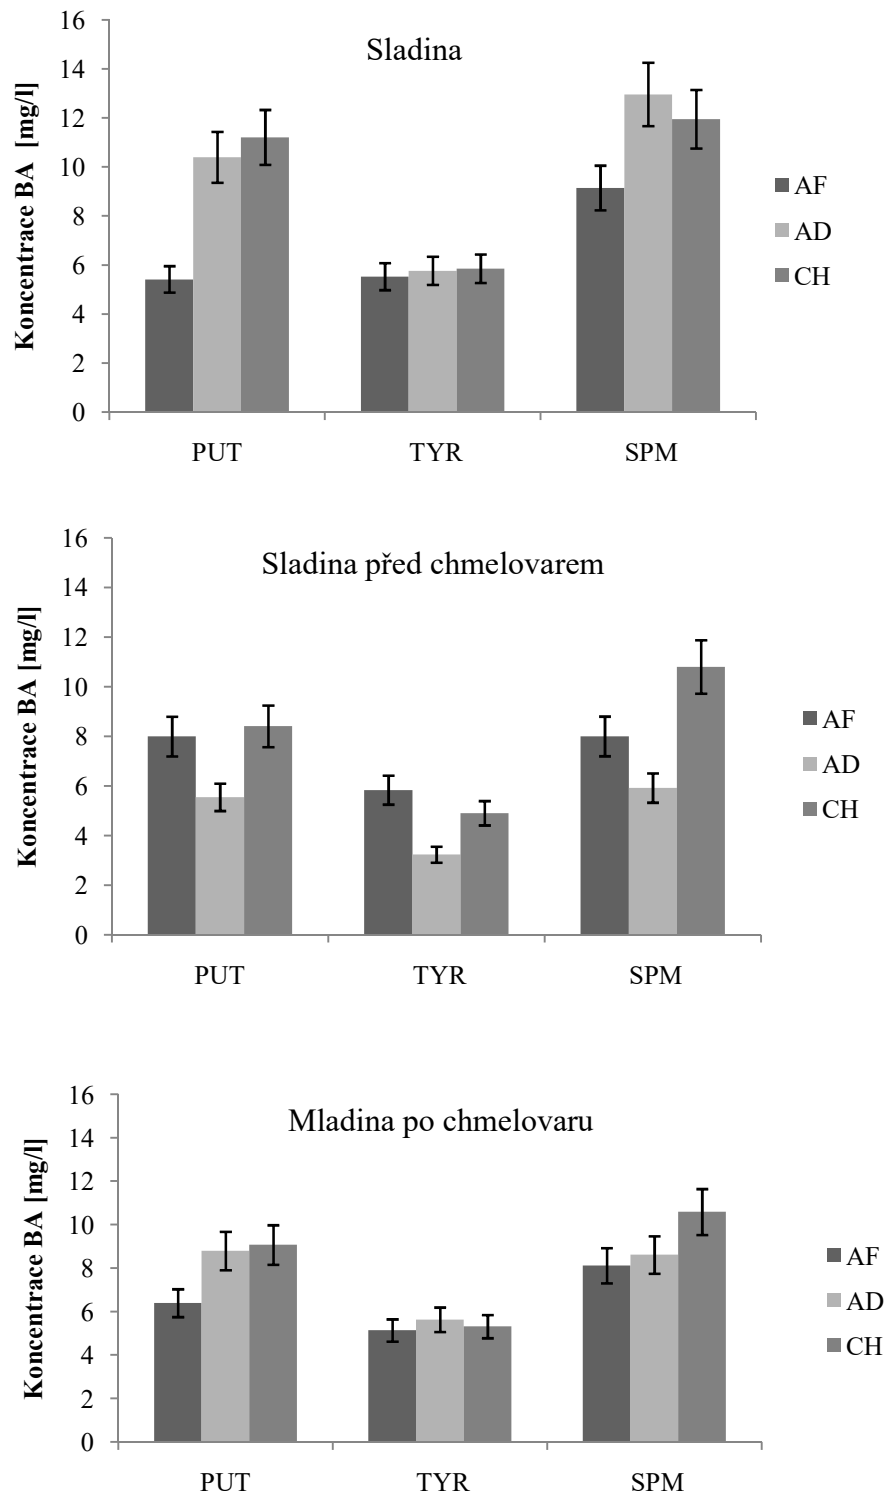 Sladina
Koncentrace BA [mg/l]
16
14
12
10
8
6
4
2
0
PUT TYR SPM
AF
AD
CH
Sladina před chmelovarem
Koncentrace BA [mg/l]
16
14
12
10
8
6
4
2
0
PUT TYR SPM
AF
AD
CH
Mladina po chmelovaru
Koncentrace BA [mg/l]
16
14
12
10
8
6
4
2
0
PUT TYR SPM
AF
AD
CH